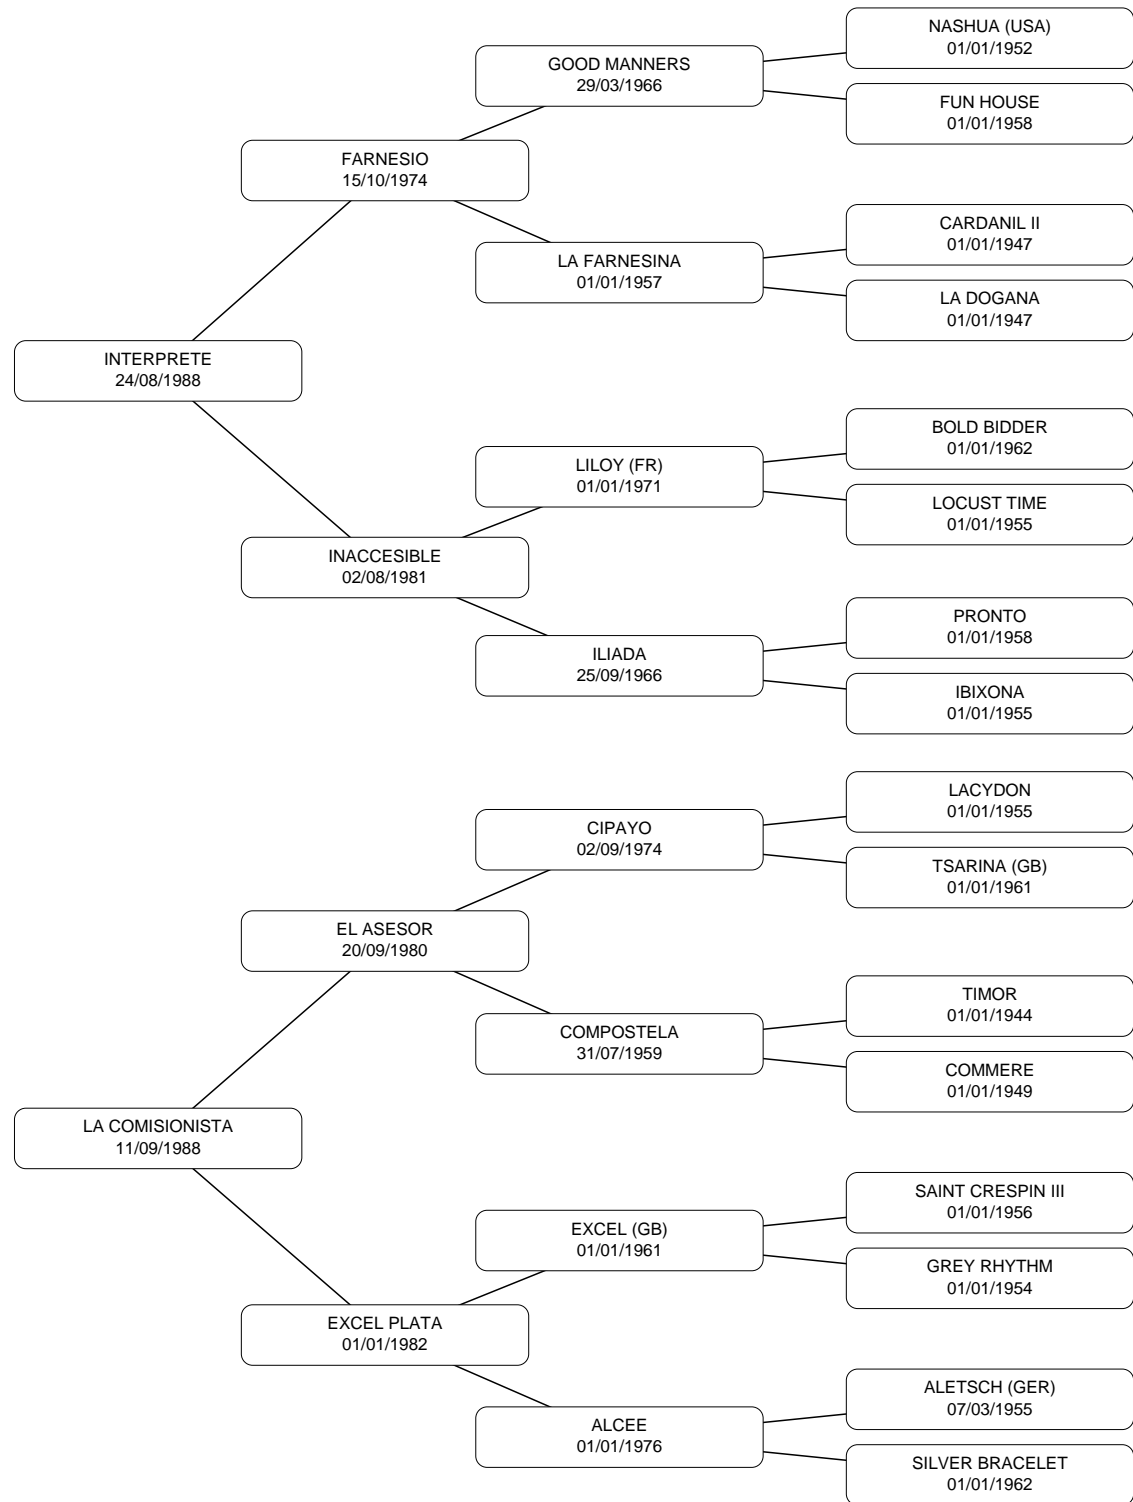 NASHUA (USA)
01/01/1952
GOOD MANNERS
29/03/1966
FUN HOUSE
01/01/1958
FARNESIO
15/10/1974
CARDANIL II
01/01/1947
LA FARNESINA
01/01/1957
LA DOGANA
01/01/1947
INTERPRETE
24/08/1988
BOLD BIDDER
01/01/1962
LILOY (FR)
01/01/1971
LOCUST TIME
01/01/1955
INACCESIBLE
02/08/1981
PRONTO
01/01/1958
ILIADA
25/09/1966
IBIXONA
01/01/1955
LACYDON
01/01/1955
CIPAYO
02/09/1974
TSARINA (GB)
01/01/1961
EL ASESOR
20/09/1980
TIMOR
01/01/1944
COMPOSTELA
31/07/1959
COMMERE
01/01/1949
LA COMISIONISTA
11/09/1988
SAINT CRESPIN III
01/01/1956
EXCEL (GB)
01/01/1961
GREY RHYTHM
01/01/1954
EXCEL PLATA
01/01/1982
ALETSCH (GER)
07/03/1955
ALCEE
01/01/1976
SILVER BRACELET
01/01/1962